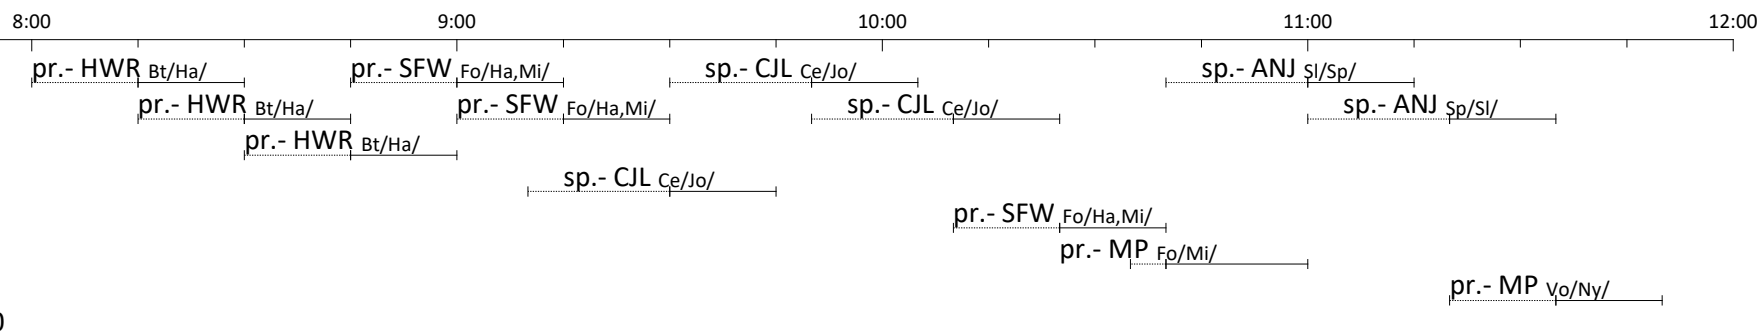 8:00 9:00 10:00 11:00 12:00
pr.- HWR Bt/Ha/ pr.- SFW Fo/Ha,Mi/ sp.- CJL Ce/Jo/ sp.- ANJ Sl/Sp/
pr.- HWR Bt/Ha/ pr.- SFW Fo/Ha,Mi/ sp.- CJL Ce/Jo/ sp.- ANJ Sp/Sl/
pr.- HWR Bt/Ha/
sp.- CJL Ce/Jo/
pr.- SFW Fo/Ha,Mi/
pr.- MP Fo/Mi/
pr.- MP Vo/Ny/